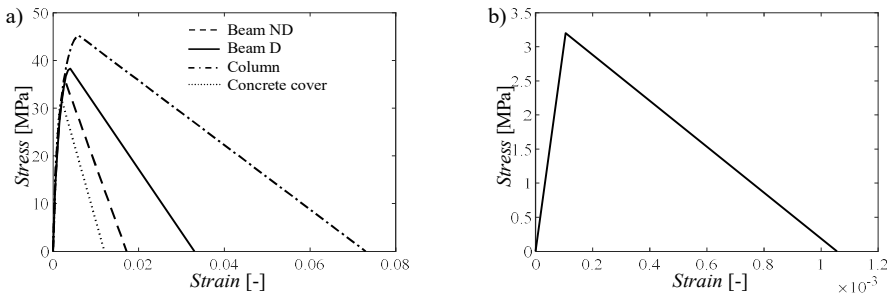 a)
50
40
30
20
10
0
Stress [MPa]
Beam ND
Beam D
Column
Concrete cover
0
0.02
0.04
0.06
0.08
Strain [-]
b)
3.5
3
2.5
2
1.5
1
0.5
0
Stress [MPa]
0
0.2
0.4
0.6
0.8
1
1.2
×10⁻³
Strain [-]